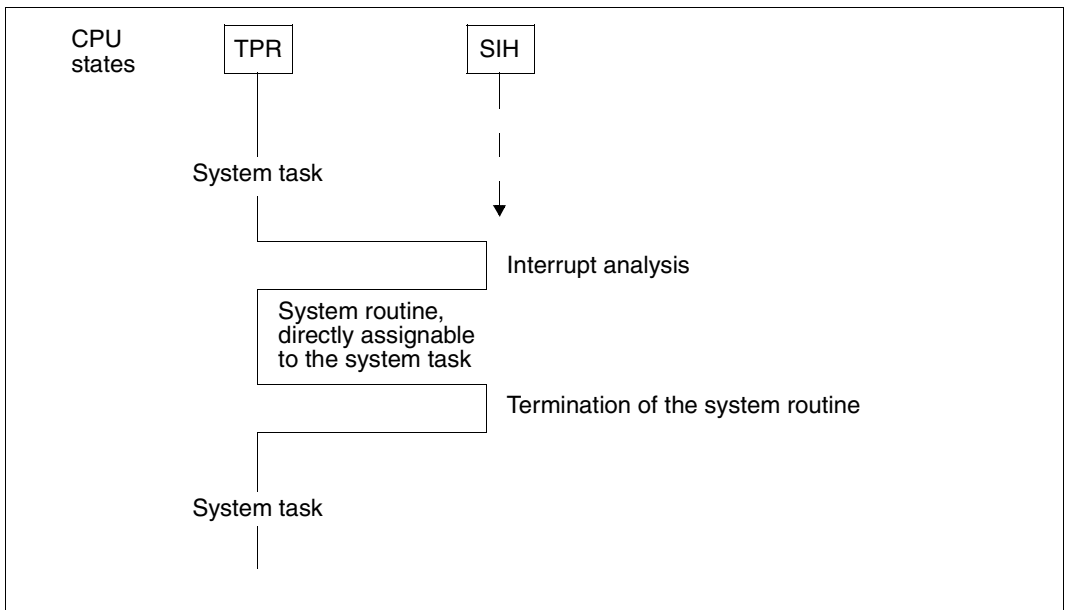 CPU
states
TPR
SIH
System task
Interrupt analysis
System routine,
directly assignable
to the system task
Termination of the system routine
System task